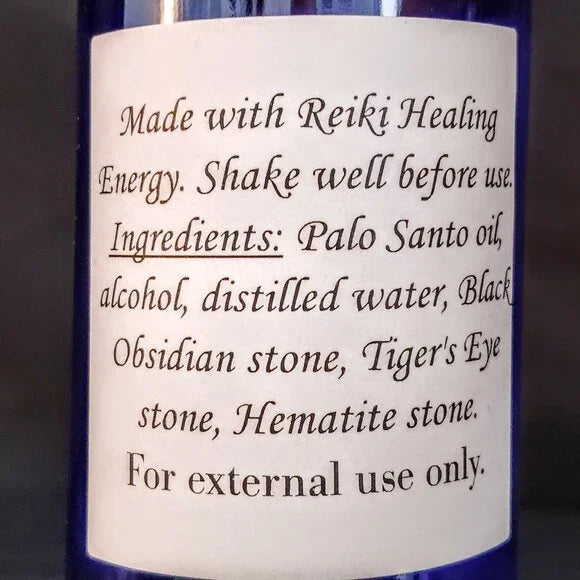 Made with Reiki Healing
Energy. Shake well before use.
Ingredients: Palo Santo oil,
alcohol, distilled water, Black
Obsidian stone, Tiger's Eye
stone, Hematite stone.
For external use only.